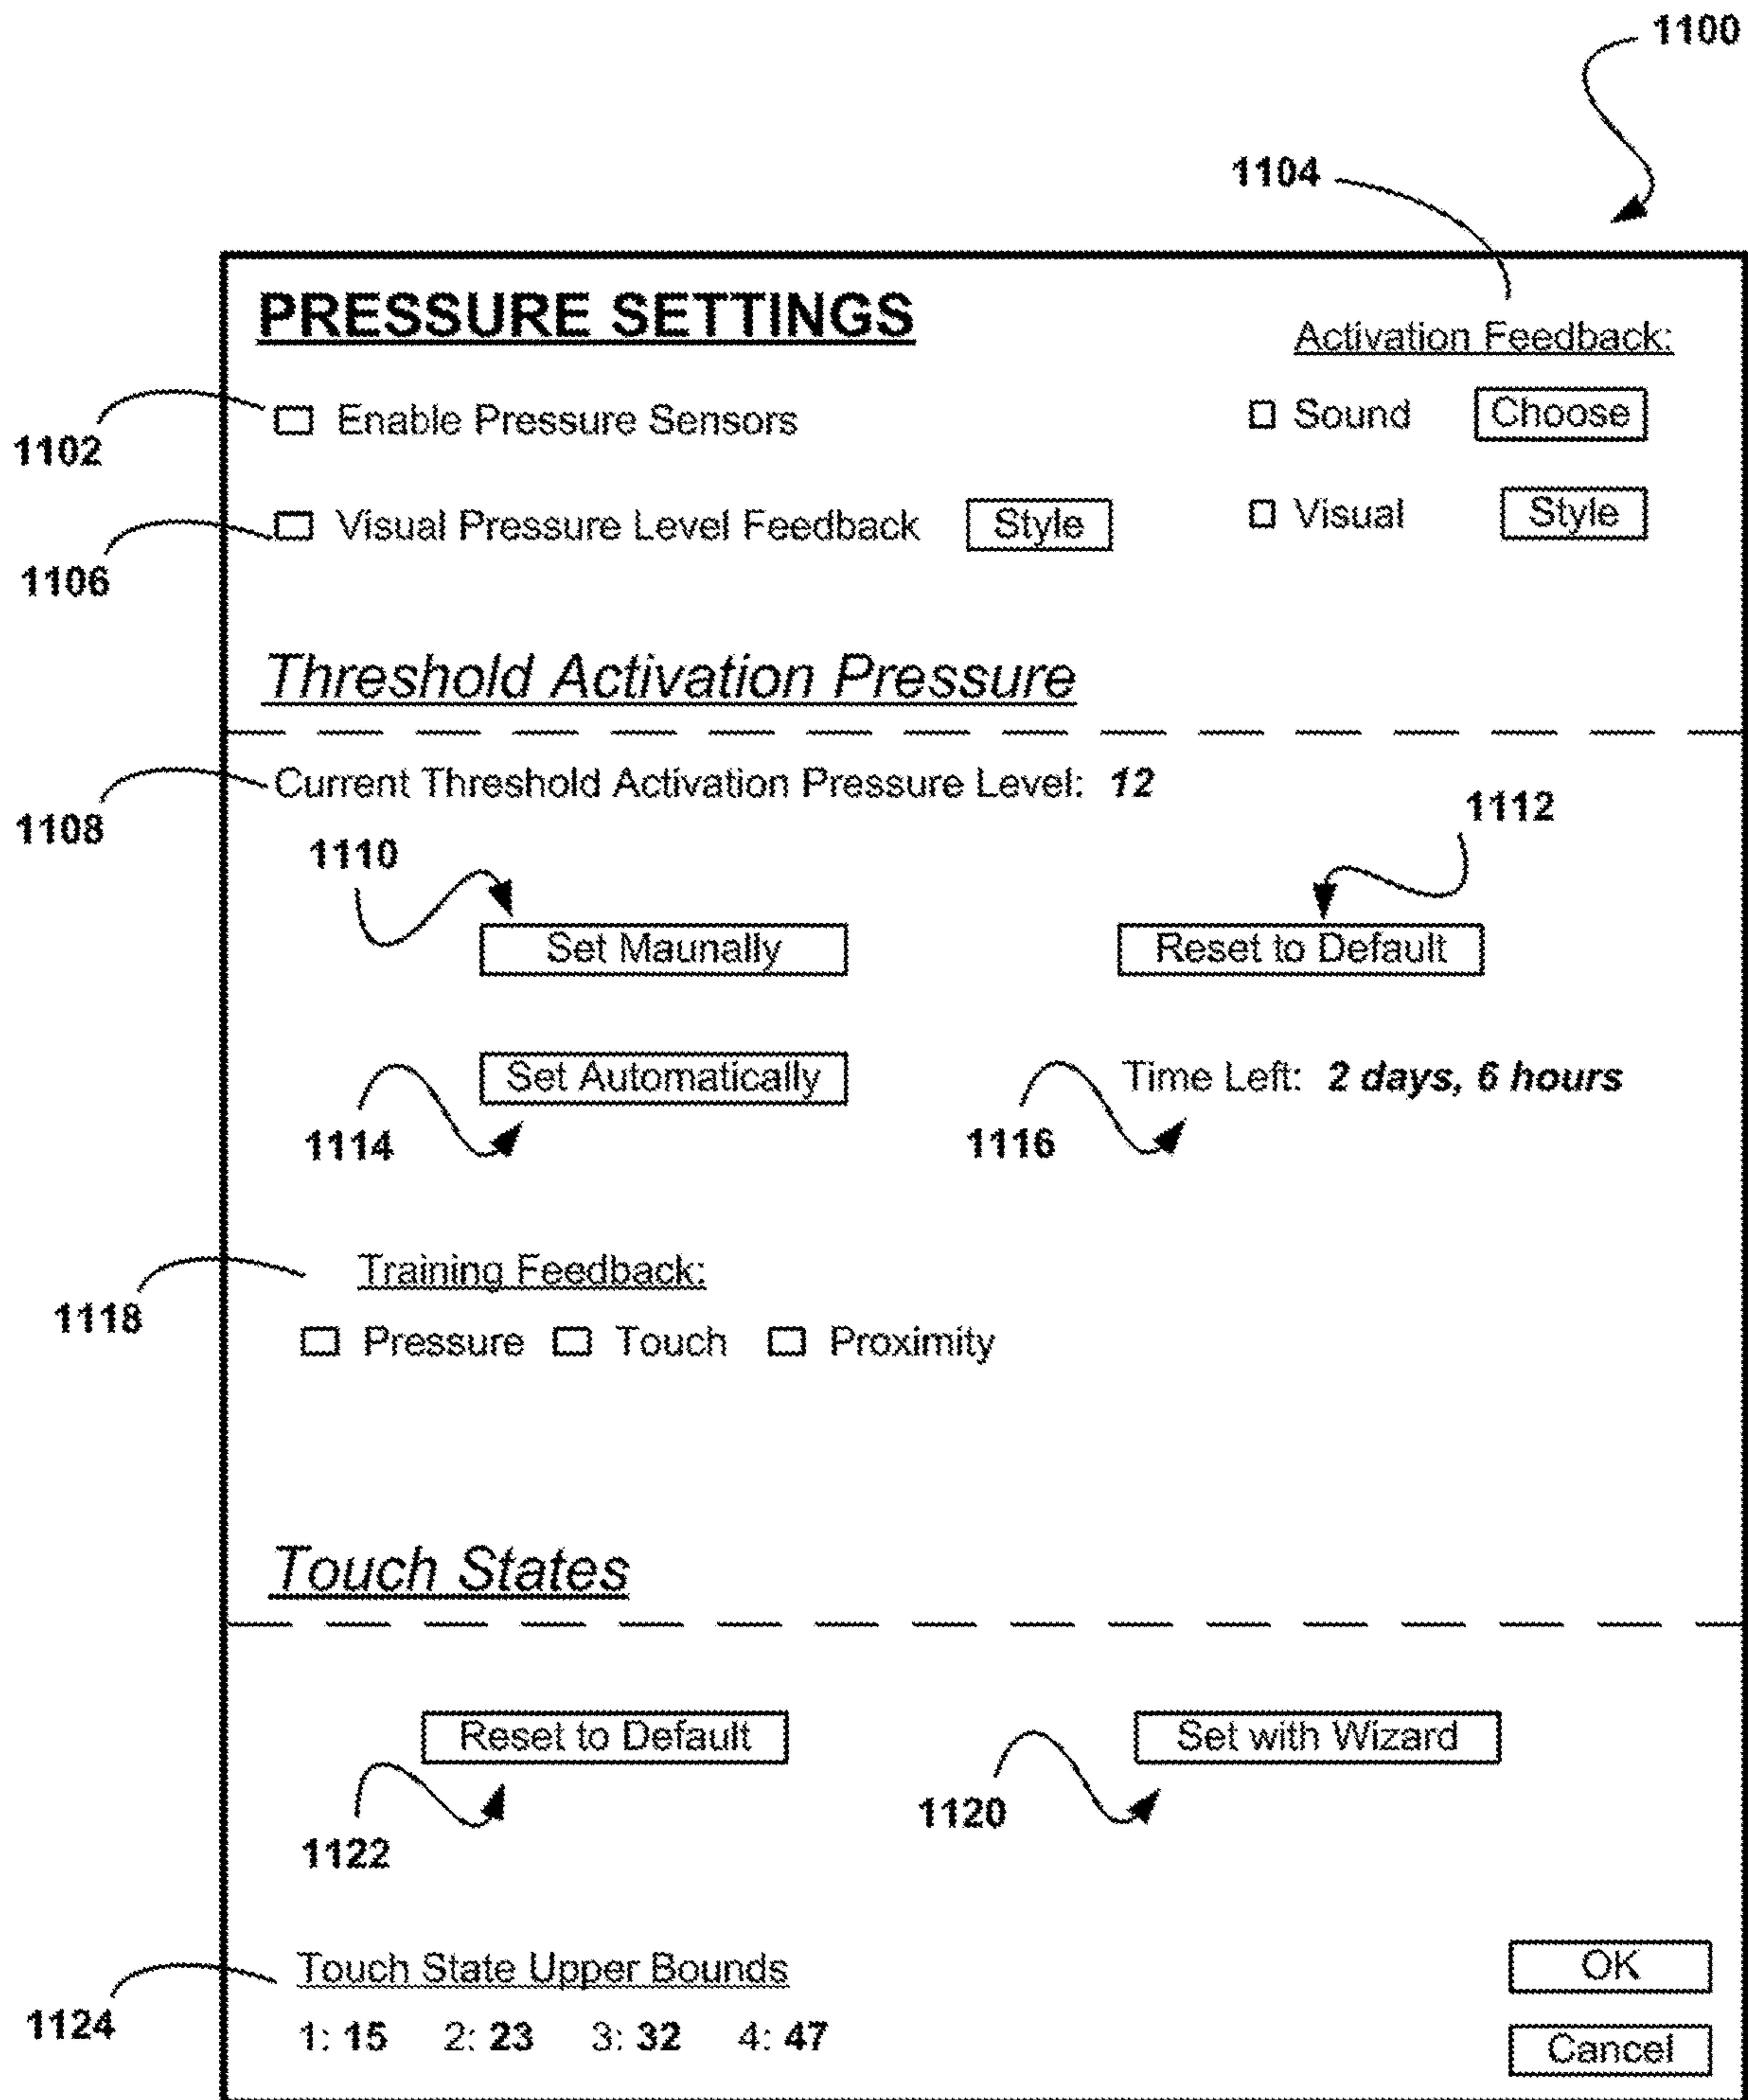 1100
1104
PRESSURE SETTINGS
Activation Feedback:
1102
Enable Pressure Sensors
Sound
Choose
1106
Visual Pressure Level Feedback
Style
Visual
Style
Threshold Activation Pressure
1108
Current Threshold Activation Pressure Level: 12
1110
1112
Set Maunally
Reset to Default
Set Automatically
Time Left: 2 days, 6 hours
1114
1116
1118
Training Feedback:
Pressure
Touch
Proximity
Touch States
Reset to Default
Set with Wizard
1122
1120
1124
Touch State Upper Bounds
OK
1: 15 2: 23 3: 32 4: 47
Cancel